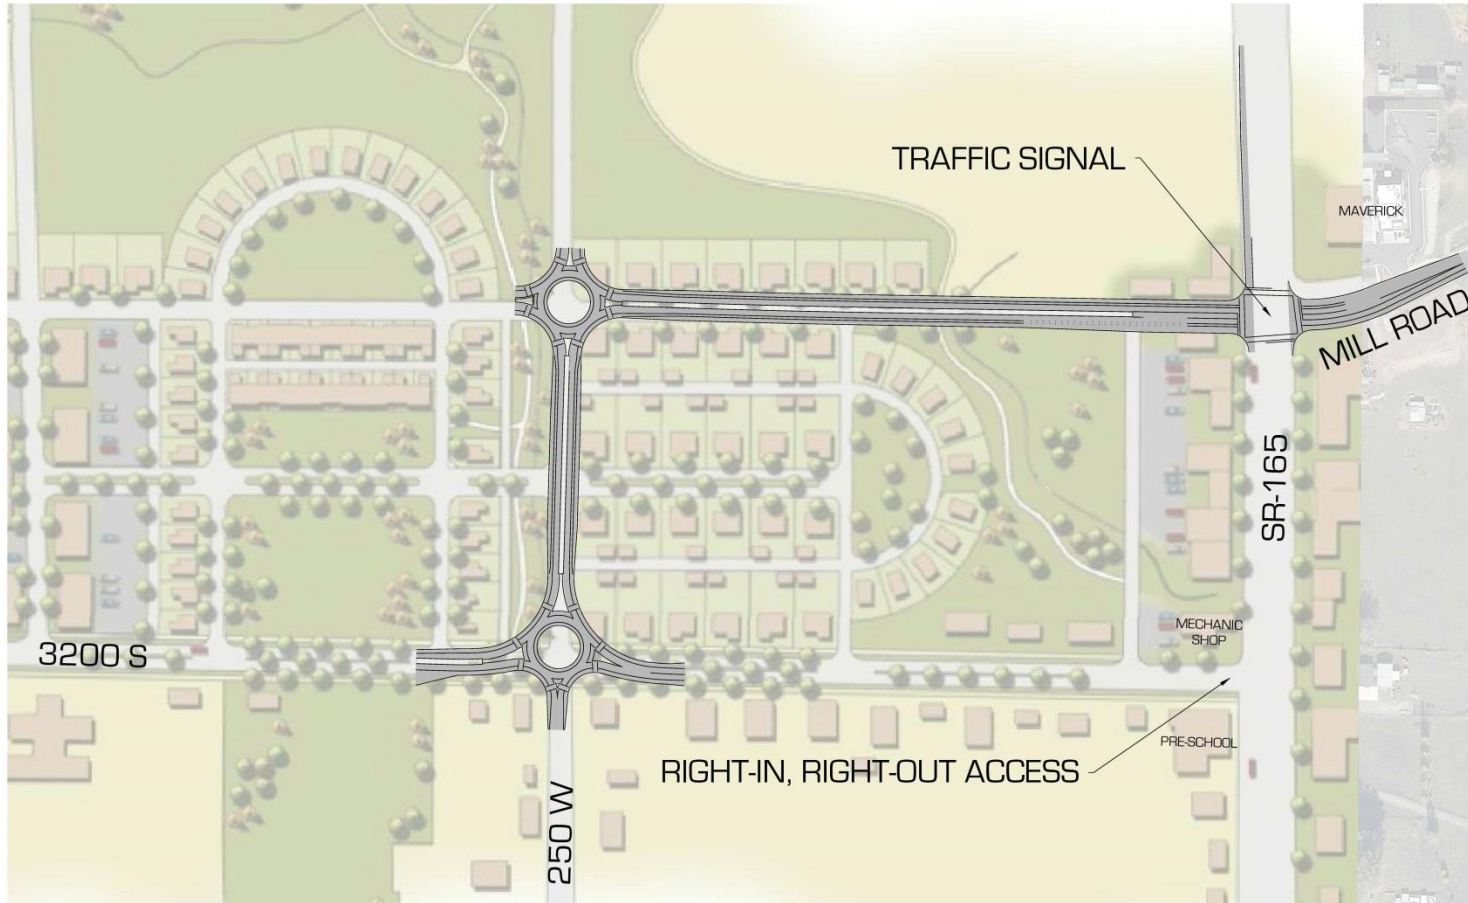 TRAFFIC SIGNAL
MAVERICK
MILL ROAD
SR-165
MECHANIC
SHOP
3200 S
PRE-SCHOOL
RIGHT-IN, RIGHT-OUT ACCESS
250 W